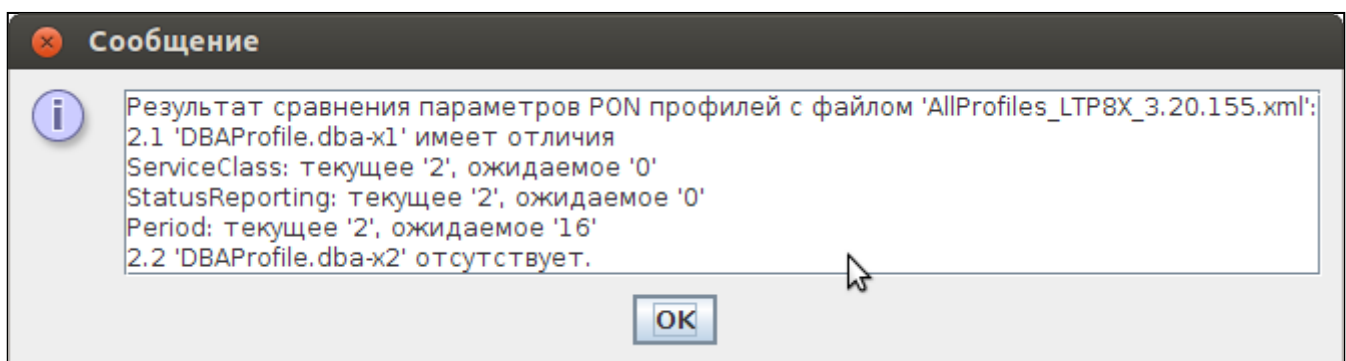 Сообщение
Результат сравнения параметров PON профилей с файлом 'AllProfiles_LTP8X_3.20.155.xml':
2.1 'DBAProfile.dba-x1' имеет отличия
ServiceClass: текущее '2', ожидаемое '0'
StatusReporting: текущее '2', ожидаемое '0'
Period: текущее '2', ожидаемое '16'
2.2 'DBAProfile.dba-x2' отсутствует.
OK